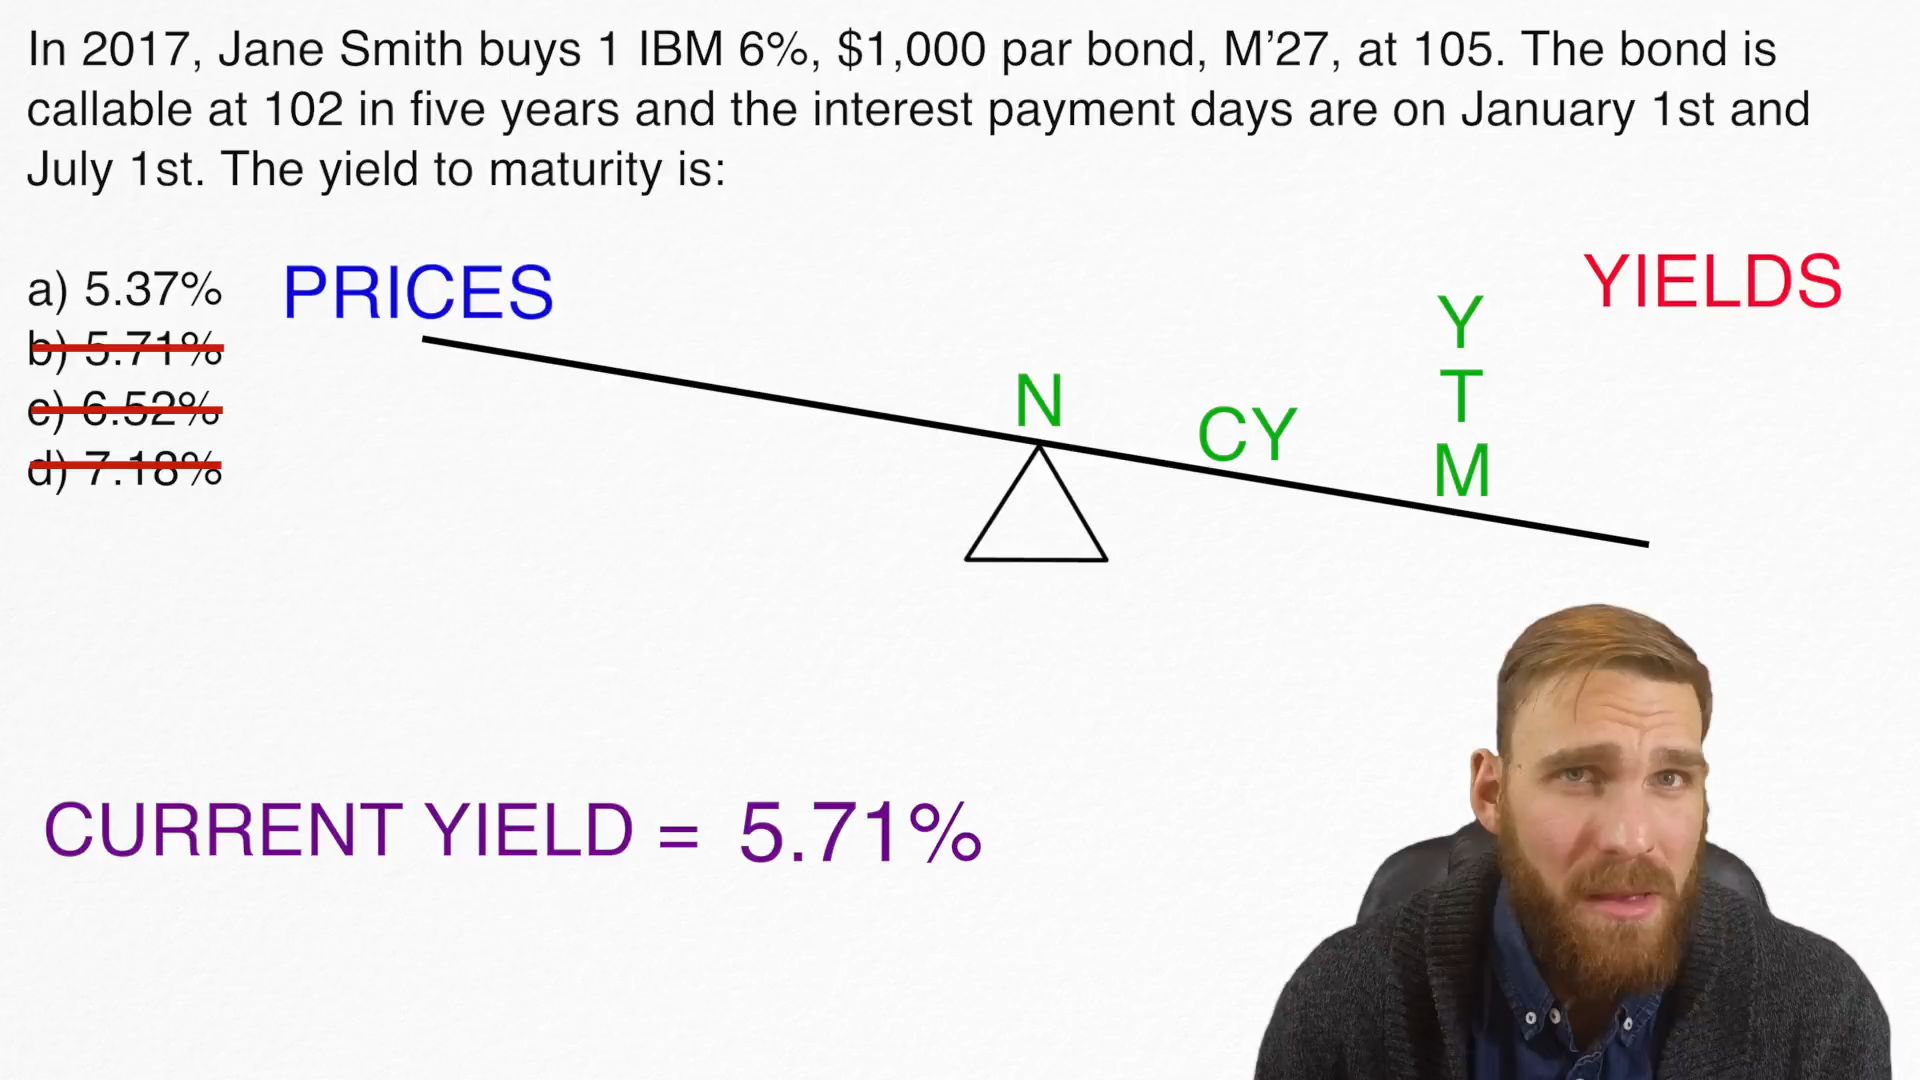 In 2017, Jane Smith buys 1 IBM 6%, $1,000 par bond, M’27, at 105. The bond is
callable at 102 in five years and the interest payment days are on January 1st and
July 1st. The yield to maturity is:
a) 5.37%
b) 5.71%
c) 6.52%
d) 7.18%
PRICES
YIELDS
N
CY
Y
T
M
CURRENT YIELD = 5.71%